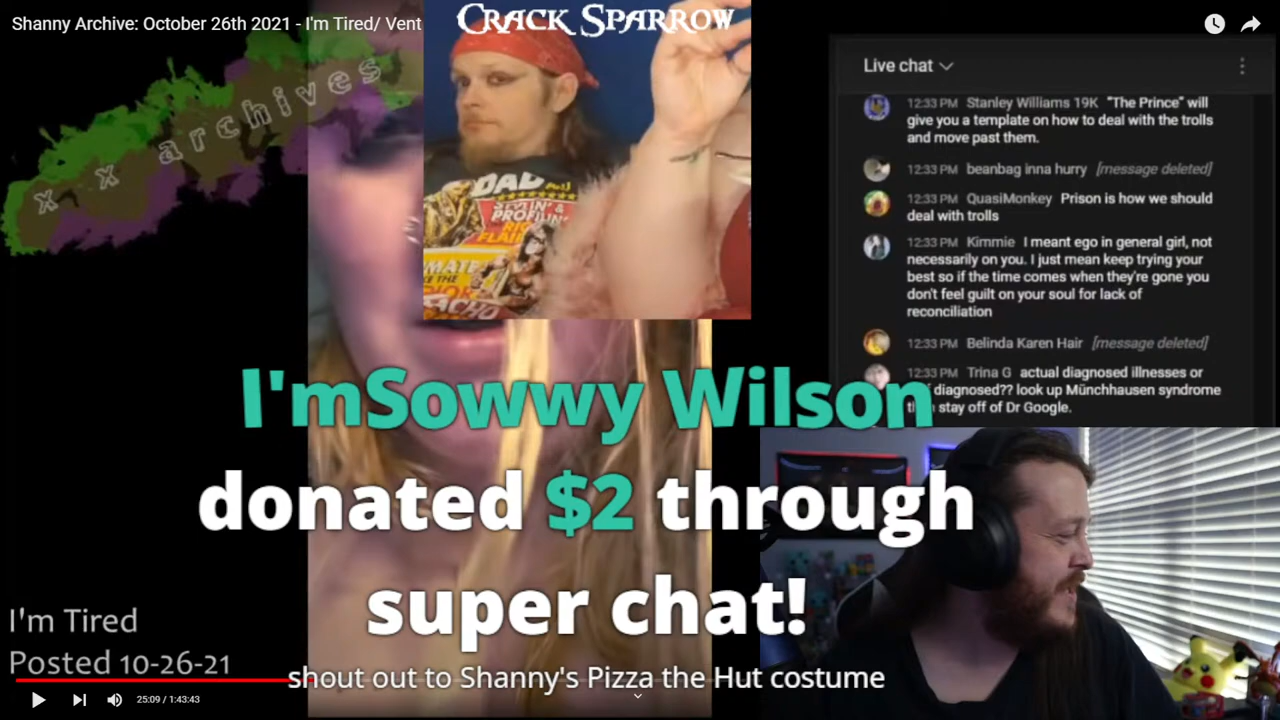 Shanny Archive: October 26th 2021 - I'm Tired/ Vent
CRACK SPARROW
x x archives
DAD
STYLIN' &
PROFILIN'
RIC
FLAIR
Live chat
12:33 PM Stanley Williams 19K "The Prince" will
give you a template on how to deal with the trolls
and move past them.
12:33 PM beanbag inna hurry [message deleted]
12:33 PM QuasiMonkey Prison is how we should
deal with trolls
12:33 PM Kimmie I meant ego in general girl, not
necessarily on you. I just mean keep trying your
best so if the time comes when they're gone you
don't feel guilt on your soul for lack of
reconciliation
12:33 PM Belinda Karen Hair [message deleted]
12:33 PM Trina G actual diagnosed illnesses or
diagnosed?? look up Münchhausen syndrome
stay off of Dr Google.
I'mSowwy Wilson
donated $2 through
super chat!
shout out to Shanny's Pizza the Hut costume
I'm Tired
Posted 10-26-21
25:09 / 1:43:43